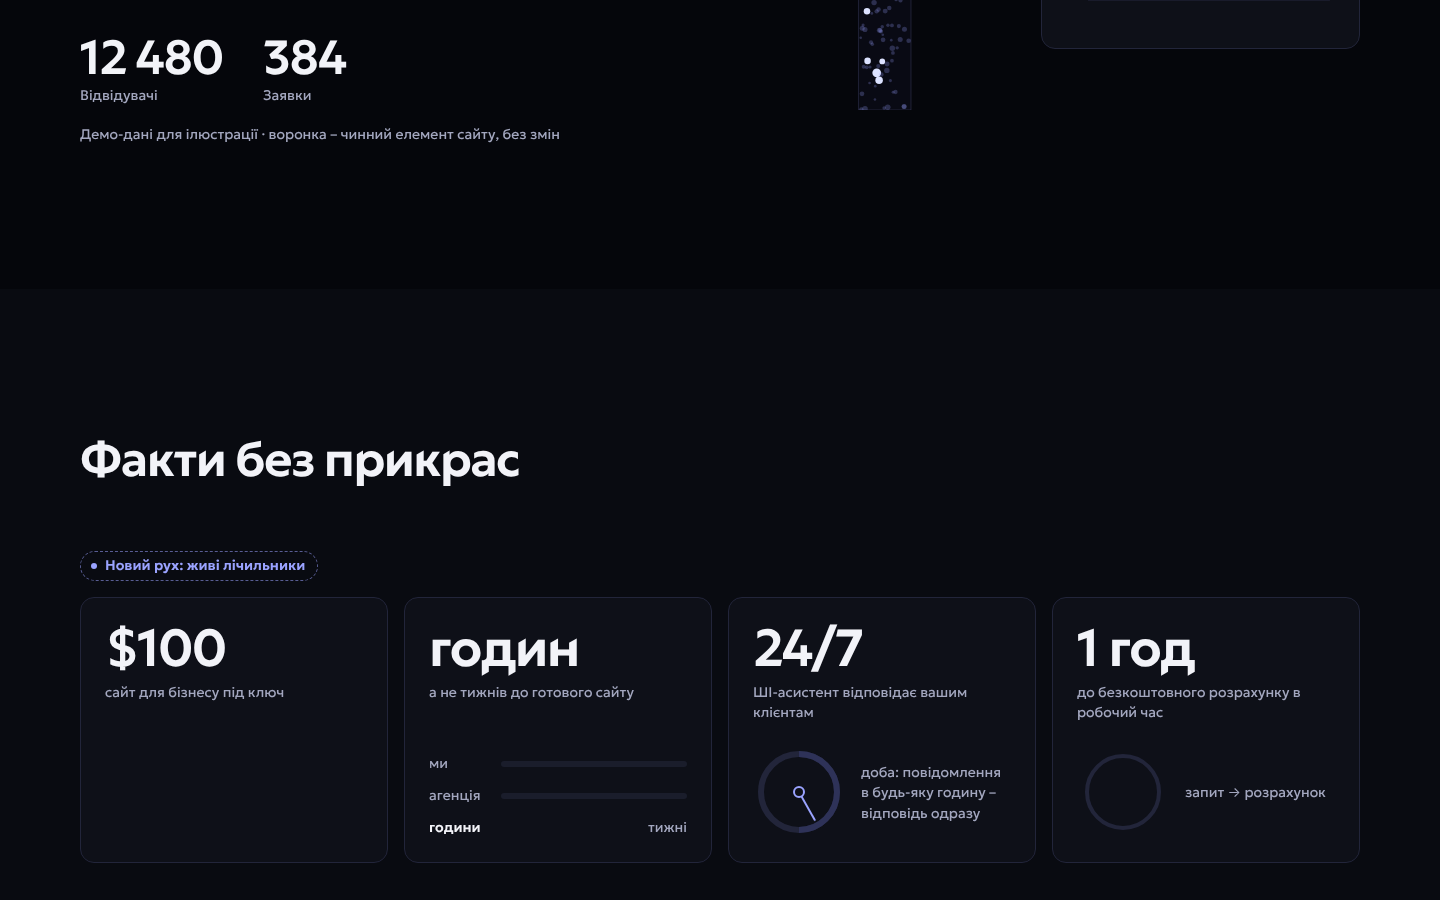 12 480
384
Відвідувачі
Заявки
Демо-дані для ілюстрації · воронка – чинний елемент сайту, без змін
Факти без прикрас
Новий рух: живі лічильники
$100
сайт для бізнесу під ключ
годин
а не тижнів до готового сайту
ми
агенція
години
тижні
24/7
ШІ-асистент відповідає вашим
клієнтам
доба: повідомлення
в будь-яку годину –
відповідь одразу
1 год
до безкоштовного розрахунку в
робочий час
запит → розрахунок